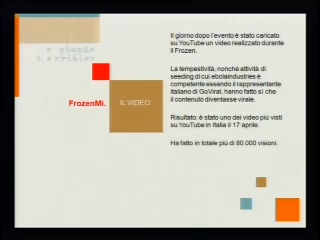 Il giorno dopo l'evento è stato caricato
su YouTube un video realizzato durante
il Frozen.
La tempestività, nonché attività di
seeding di cui ebolaindustries è
competente essendo il rappresentante
italiano di GoViral, hanno fatto sì che
il contenuto diventasse virale.
FrozenMi.
IL VIDEO
Risultato: è stato uno dei video più visti
su YouTube in Italia il 17 aprile.
Ha fatto in totale più di 80.000 visioni.